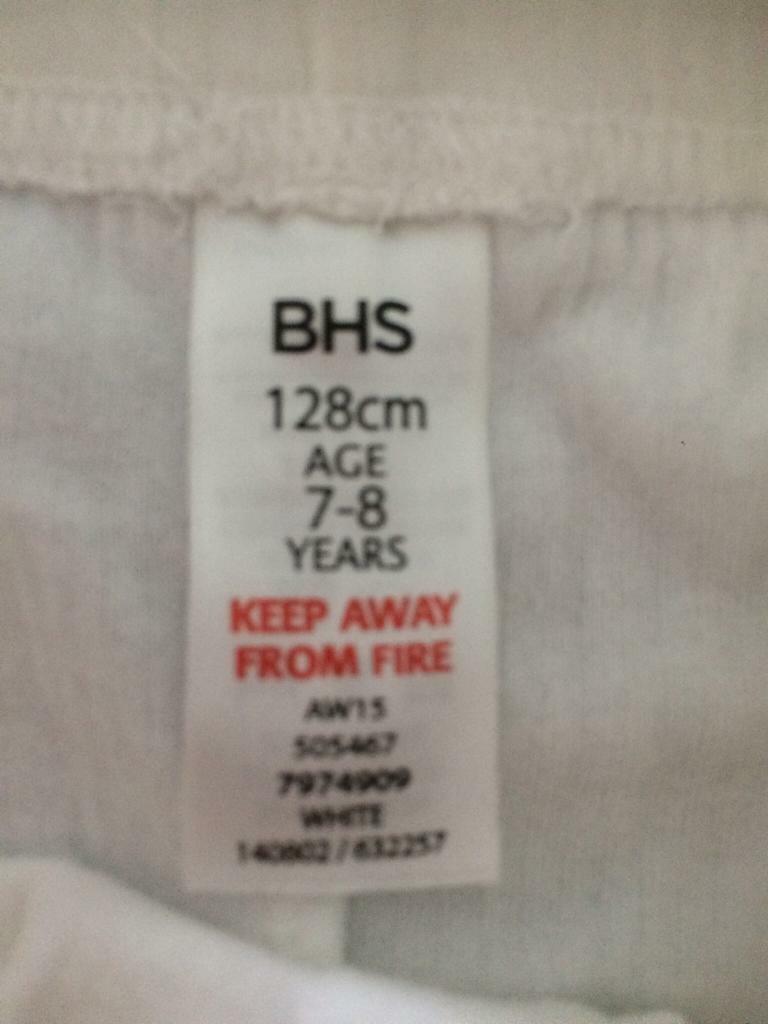 BHS
128cm
AGE
7-8
YEARS
KEEP AWAY
FROM FIRE
AW15
505467
7974909
WHITE
140802 / 632257